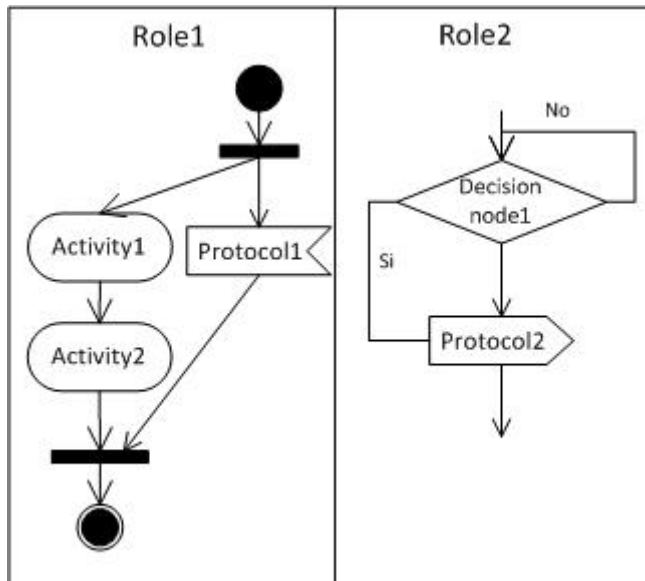 Role1
Role2
No
Decision
node1
Activity1
Protocol1
Si
Activity2
Protocol2